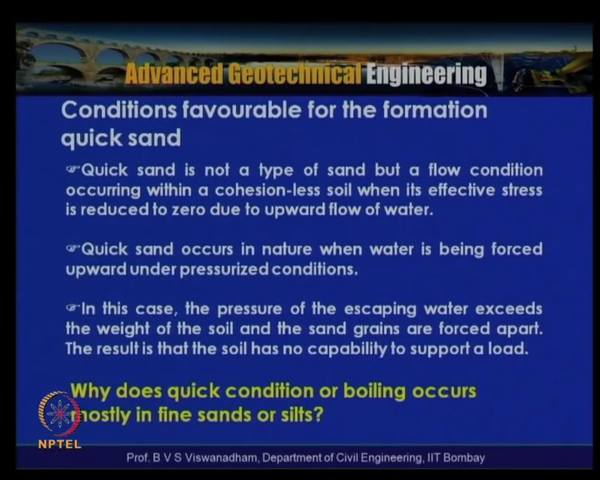 Advanced Geotechnical Engineering
Conditions favourable for the formation
quick sand
☞Quick sand is not a type of sand but a flow condition
occurring within a cohesion-less soil when its effective stress
is reduced to zero due to upward flow of water.
☞Quick sand occurs in nature when water is being forced
upward under pressurized conditions.
☞In this case, the pressure of the escaping water exceeds
the weight of the soil and the sand grains are forced apart.
The result is that the soil has no capability to support a load.
Why does quick condition or boiling occurs
mostly in fine sands or silts?
NPTEL
Prof. B V S Viswanadham, Department of Civil Engineering, IIT Bombay